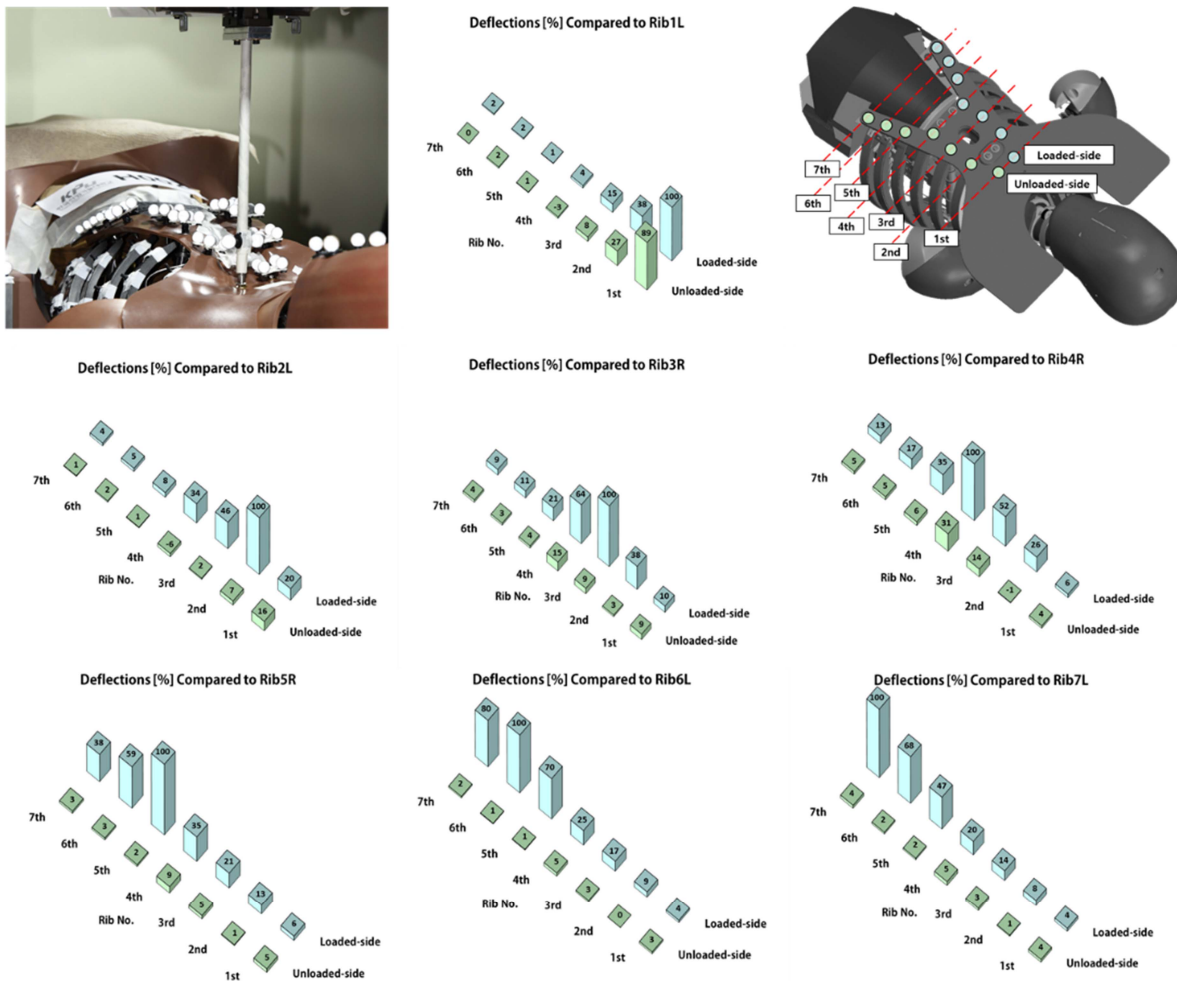 KPU
Deflections [%] Compared to Rib1L
2
2
1
4
15
38
100
0
2
1
-3
8
27
89
7th
6th
5th
4th
3rd
2nd
1st
Rib No.
Loaded-side
Unloaded-side
Loaded-side
Unloaded-side
7th
6th
5th
4th
3rd
2nd
1st
Deflections [%] Compared to Rib2L
4
5
8
34
46
100
20
1
2
1
-6
2
7
16
7th
6th
5th
4th
3rd
2nd
1st
Rib No.
Loaded-side
Unloaded-side
Deflections [%] Compared to Rib3R
9
11
21
64
100
38
10
4
3
4
15
9
3
9
7th
6th
5th
4th
3rd
2nd
1st
Rib No.
Loaded-side
Unloaded-side
Deflections [%] Compared to Rib4R
13
17
35
100
52
26
6
5
5
6
31
14
-1
4
7th
6th
5th
4th
3rd
2nd
1st
Rib No.
Loaded-side
Unloaded-side
Deflections [%] Compared to Rib5R
38
59
100
35
21
13
6
3
3
2
9
5
1
5
7th
6th
5th
4th
3rd
2nd
1st
Rib No.
Loaded-side
Unloaded-side
Deflections [%] Compared to Rib6L
80
100
70
25
17
9
4
2
1
1
5
3
0
3
7th
6th
5th
4th
3rd
2nd
1st
Rib No.
Loaded-side
Unloaded-side
Deflections [%] Compared to Rib7L
100
68
47
20
14
8
4
4
2
2
5
3
1
4
7th
6th
5th
4th
3rd
2nd
1st
Rib No.
Loaded-side
Unloaded-side